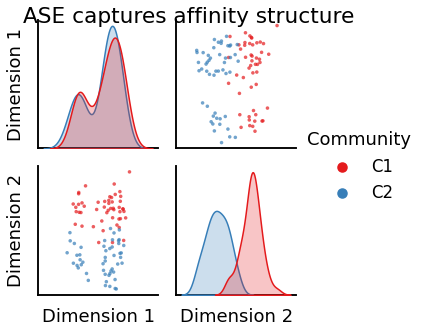 ASE captures affinity structure
Dimension 1
Dimension 2
Community
C1
C2
Dimension 1
Dimension 2